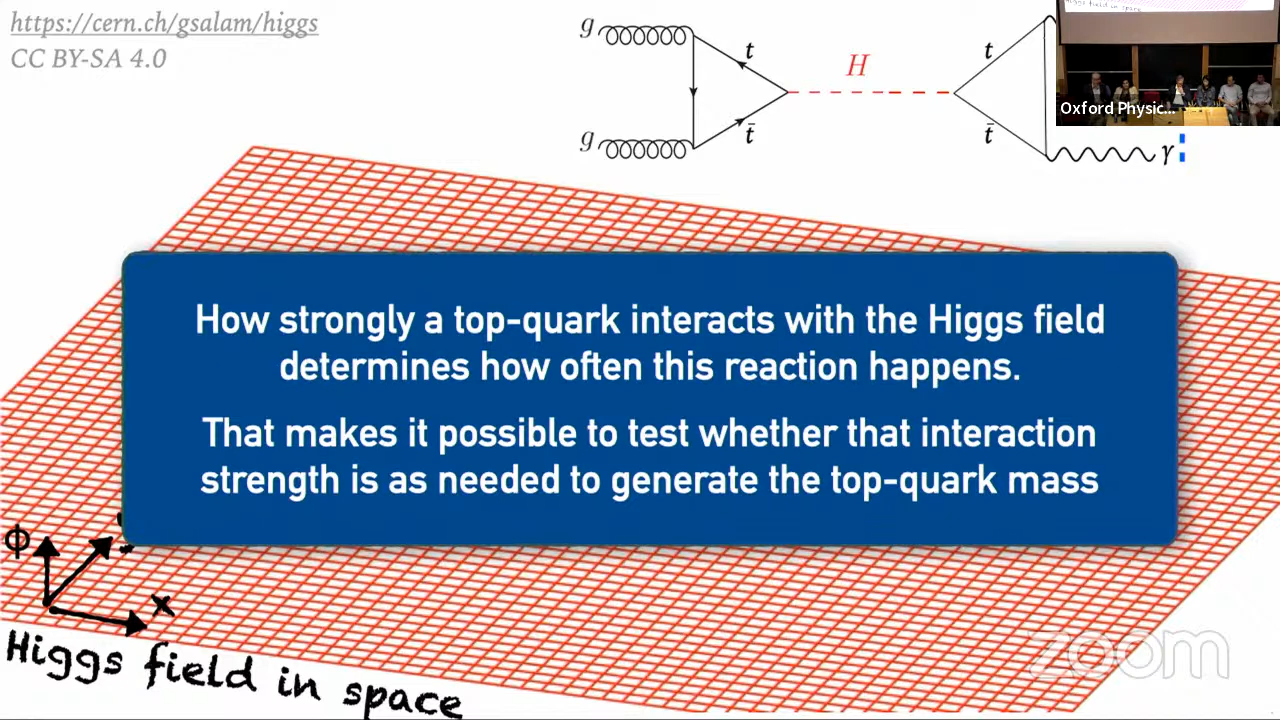 https://cern.ch/gsalam/higgs
CC BY-SA 4.0
g
t
H
t
g
t̄
t̄
γ
Oxford Physic...
How strongly a top-quark interacts with the Higgs field
determines how often this reaction happens.
That makes it possible to test whether that interaction
strength is as needed to generate the top-quark mass
Φ
x
Higgs field in space
zoom